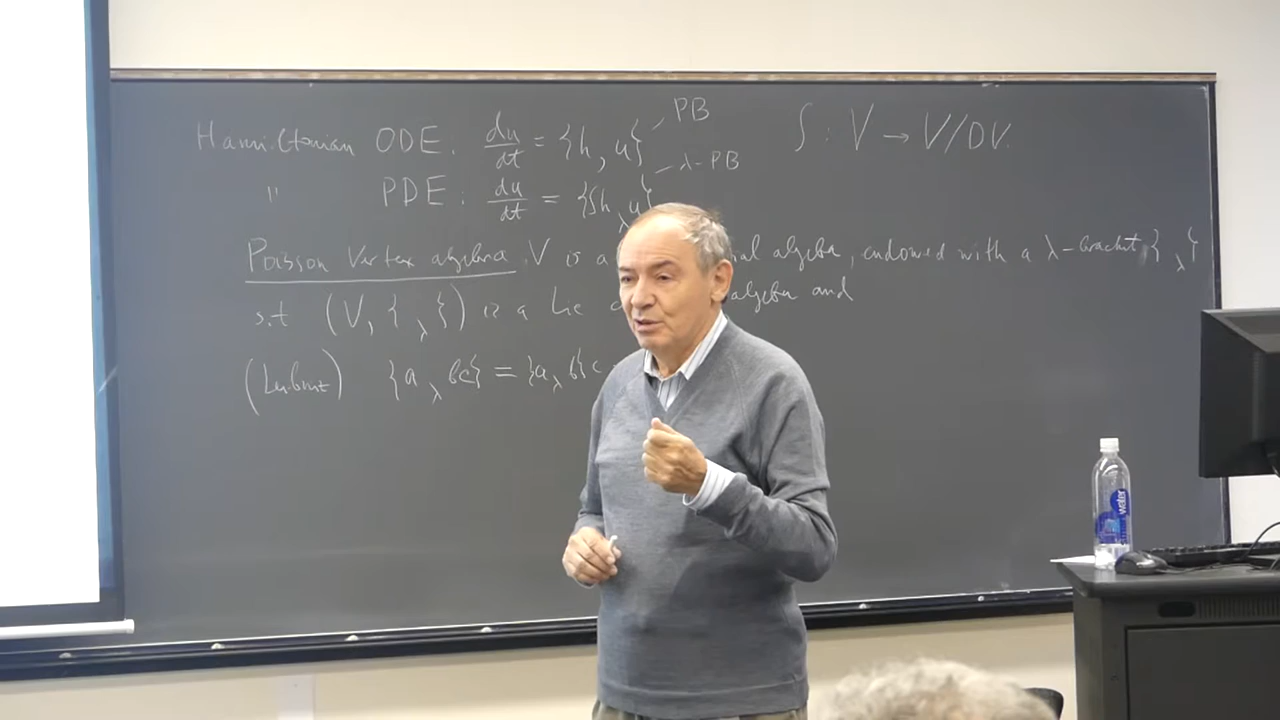 Hamiltonian ODE. du/dt = {h, u} PB ∫ : V → V/∂V.
" PDE : du/dt = {∫h λ u} λ-PB
Poisson Vertex algebra V is a al algebra, endowed with a λ-bracket { λ }
s.t (V, { λ }) is a Lie algebra and
(Leibniz) {a λ bc} = {a λ b}c
water